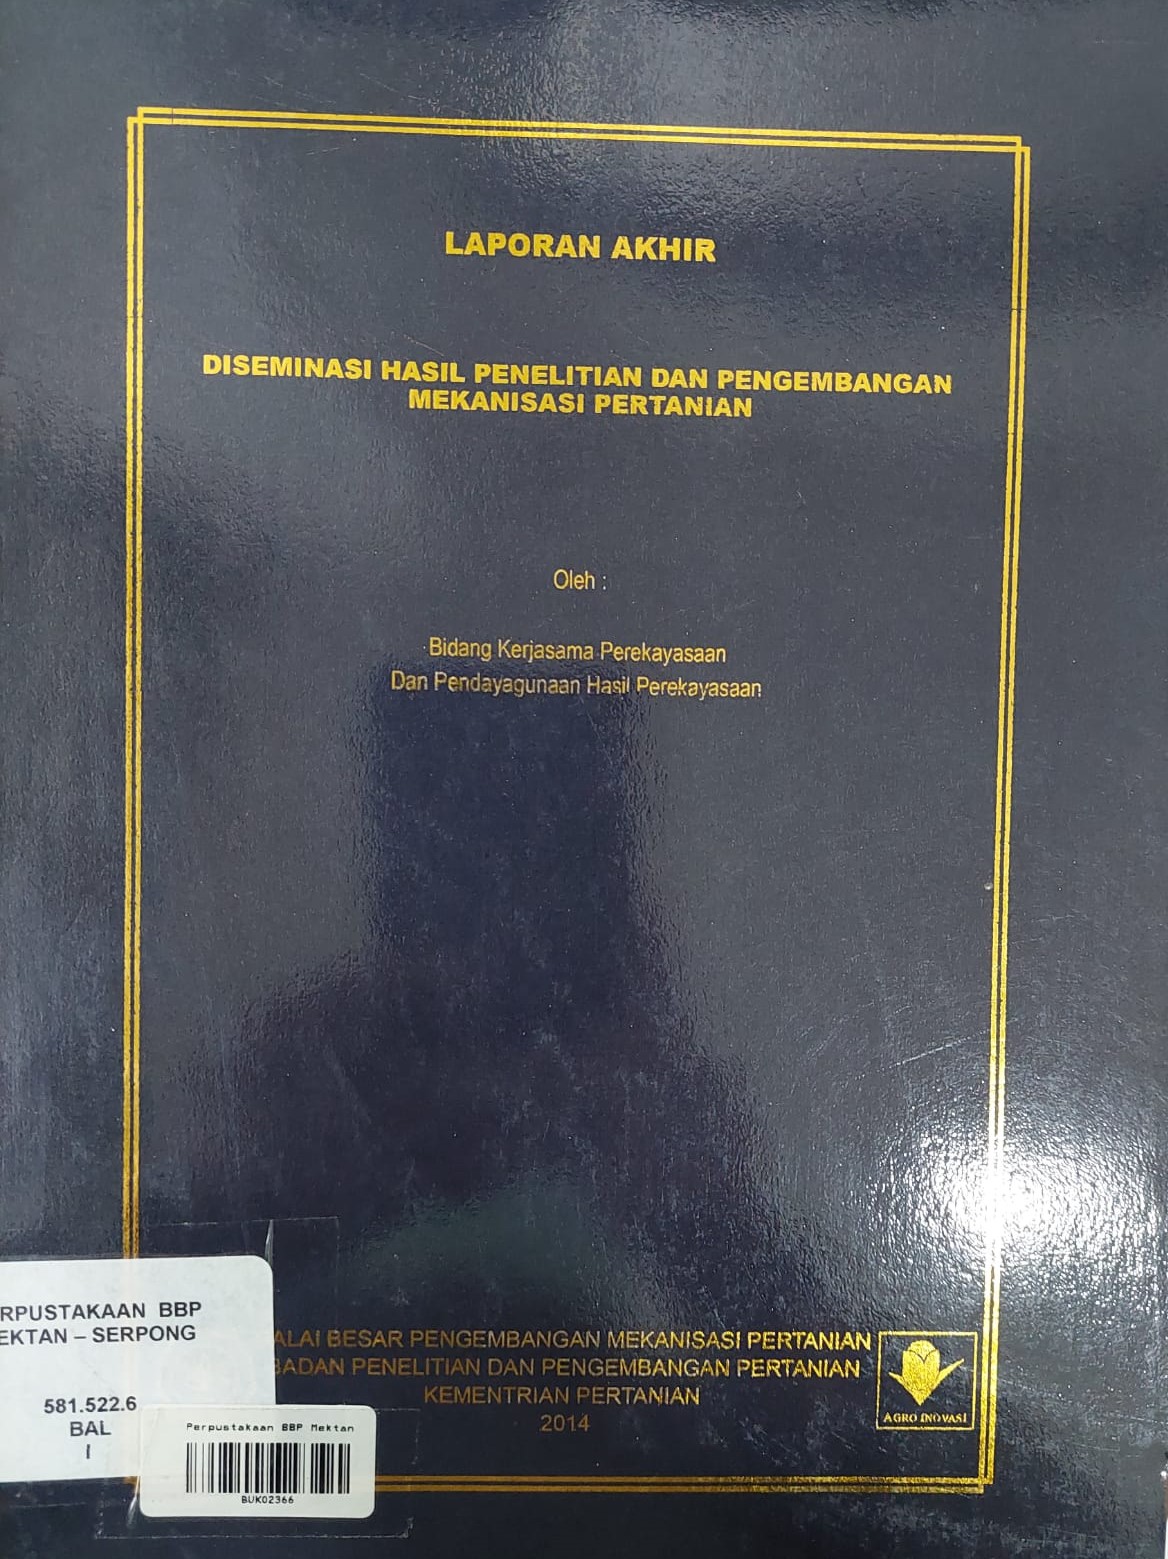 LAPORAN AKHIR
DISEMINASI HASIL PENELITIAN DAN PENGEMBANGAN
MEKANISASI PERTANIAN
Oleh :
Bidang Kerjasama Perekayasaan
Dan Pendayagunaan Hasil Perekayasaan
ALAI BESAR PENGEMBANGAN MEKANISASI PERTANIAN
BADAN PENELITIAN DAN PENGEMBANGAN PERTANIAN
KEMENTRIAN PERTANIAN
2014
AGRO INOVASI
RPUSTAKAAN BBP
EKTAN – SERPONG
581.522.6
BAL
I
Perpustakaan BBP Mektan
BUK02366